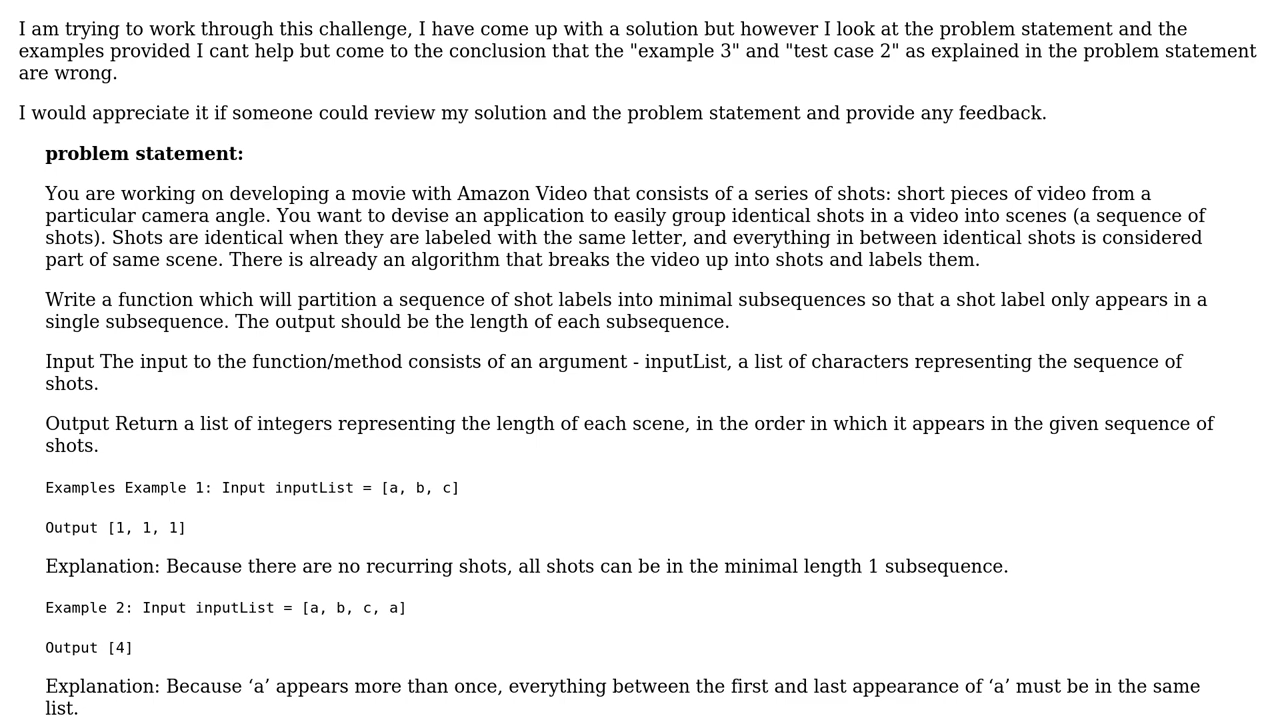 I am trying to work through this challenge, I have come up with a solution but however I look at the problem statement and the
examples provided I cant help but come to the conclusion that the "example 3" and "test case 2" as explained in the problem statement
are wrong.
I would appreciate it if someone could review my solution and the problem statement and provide any feedback.
problem statement:
You are working on developing a movie with Amazon Video that consists of a series of shots: short pieces of video from a
particular camera angle. You want to devise an application to easily group identical shots in a video into scenes (a sequence of
shots). Shots are identical when they are labeled with the same letter, and everything in between identical shots is considered
part of same scene. There is already an algorithm that breaks the video up into shots and labels them.
Write a function which will partition a sequence of shot labels into minimal subsequences so that a shot label only appears in a
single subsequence. The output should be the length of each subsequence.
Input The input to the function/method consists of an argument - inputList, a list of characters representing the sequence of
shots.
Output Return a list of integers representing the length of each scene, in the order in which it appears in the given sequence of
shots.
Examples Example 1: Input inputList = [a, b, c]
Output [1, 1, 1]
Explanation: Because there are no recurring shots, all shots can be in the minimal length 1 subsequence.
Example 2: Input inputList = [a, b, c, a]
Output [4]
Explanation: Because ‘a’ appears more than once, everything between the first and last appearance of ‘a’ must be in the same
list.